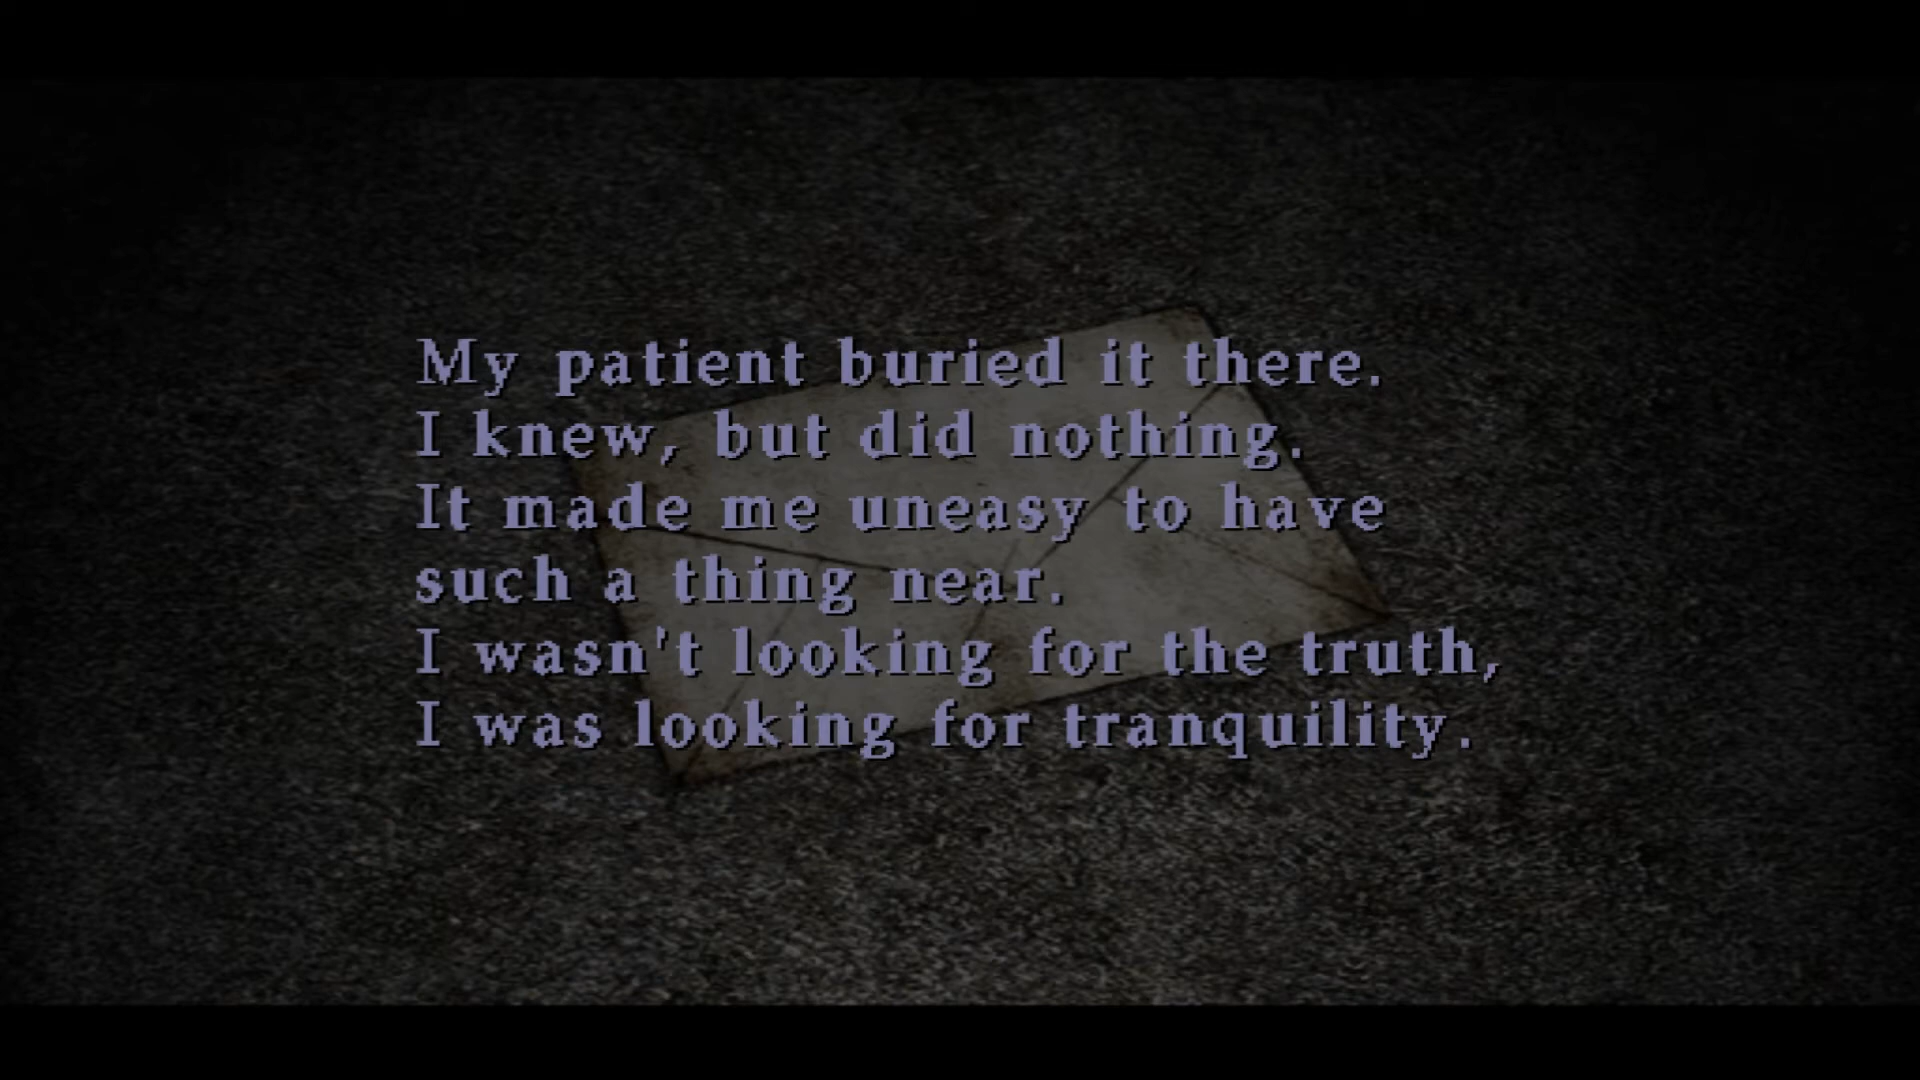 My patient buried it there.
I knew, but did nothing.
It made me uneasy to have
such a thing near.
I wasn't looking for the truth,
I was looking for tranquility.